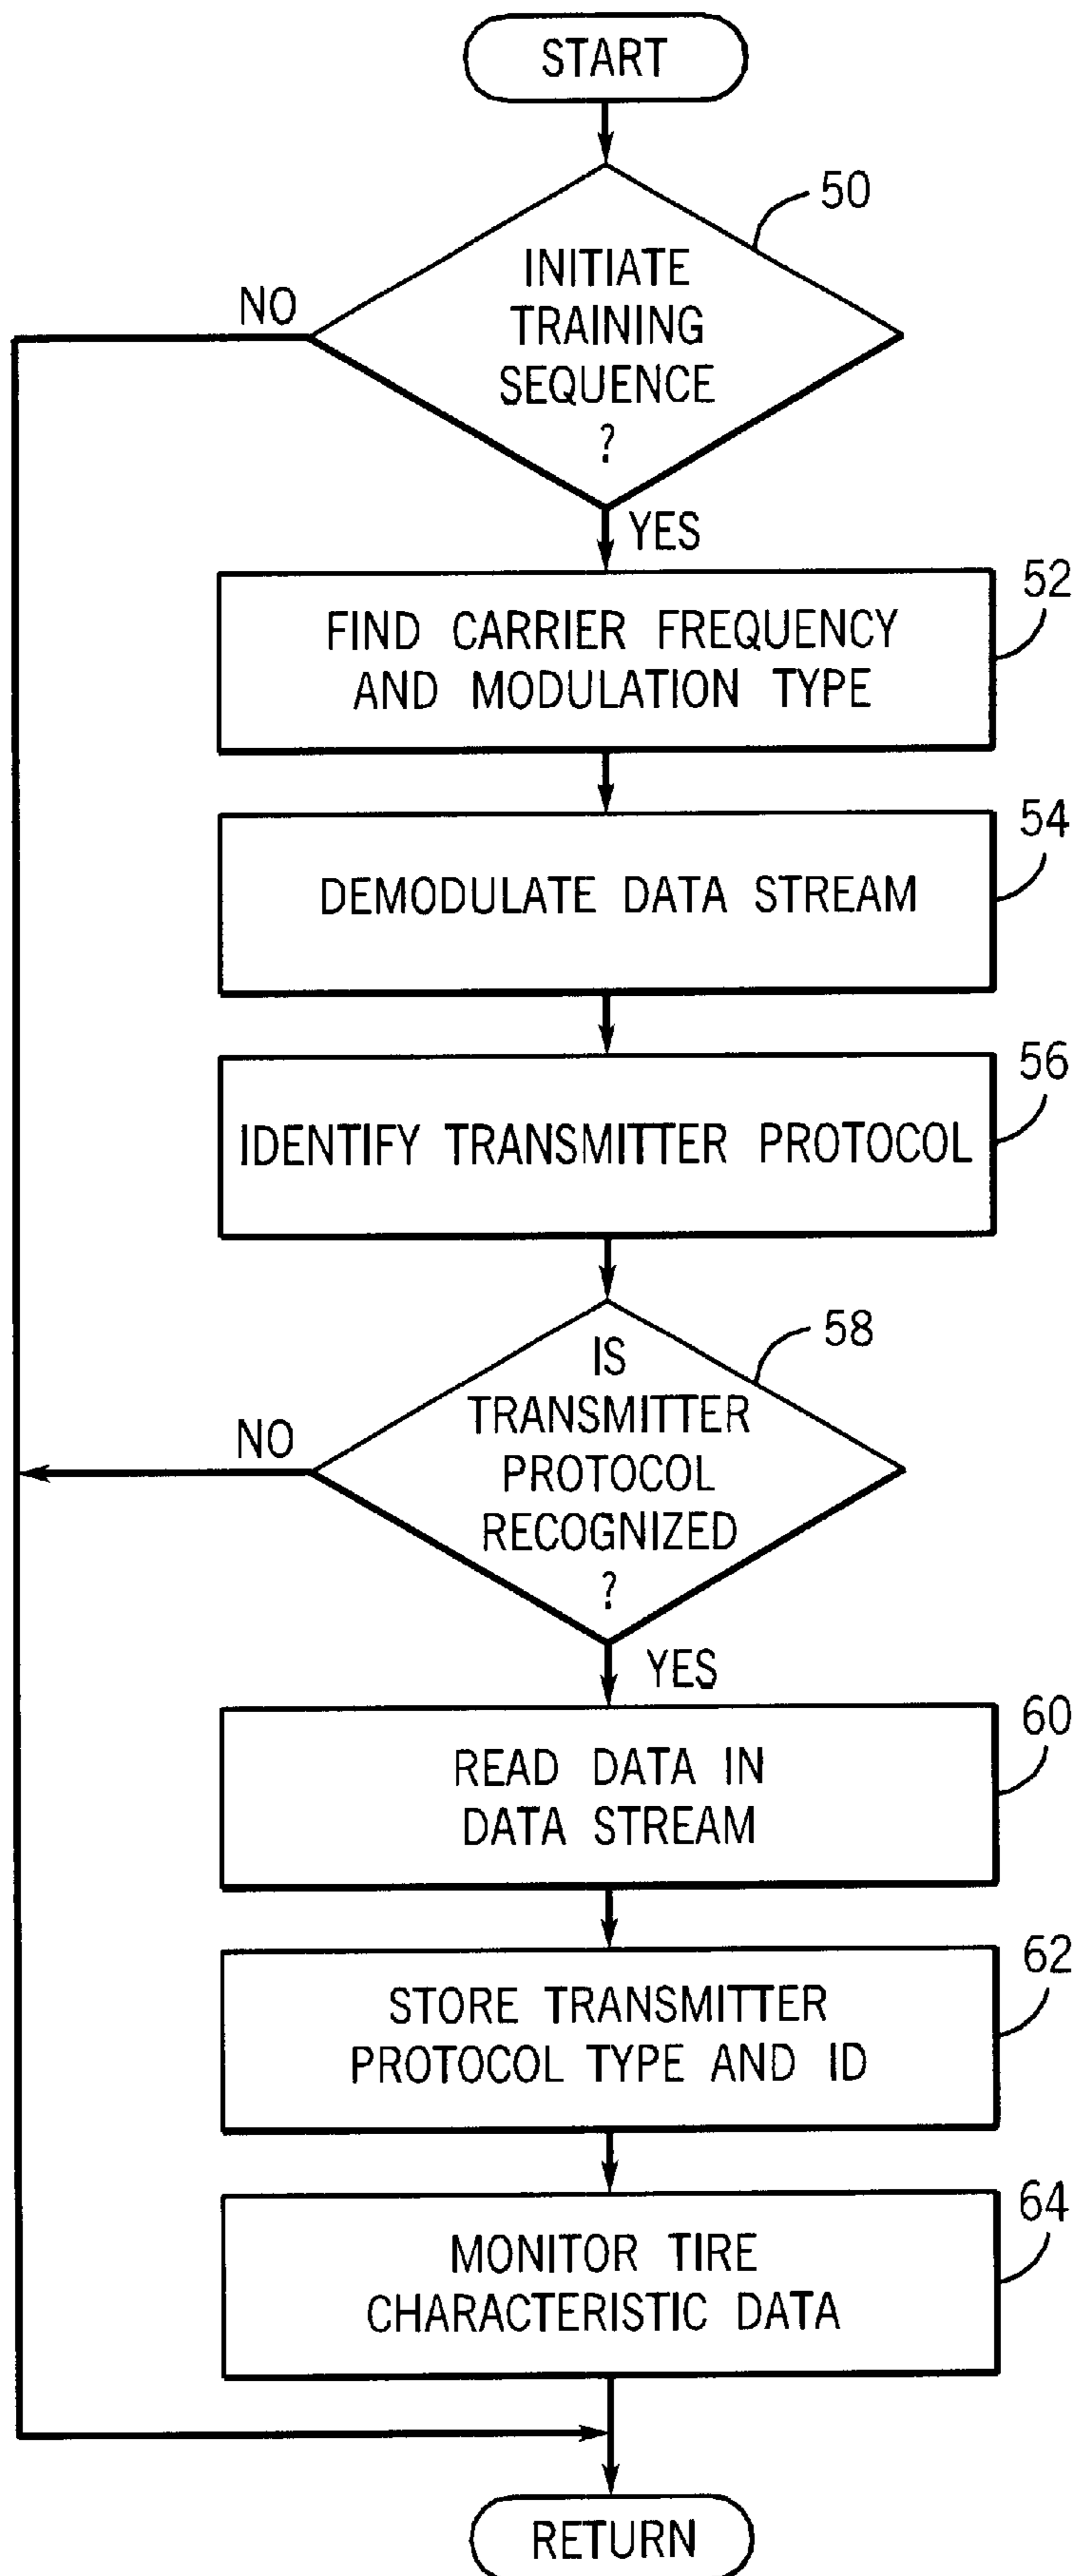 START
50
INITIATE
TRAINING
SEQUENCE
?
NO
YES
52
FIND CARRIER FREQUENCY
AND MODULATION TYPE
54
DEMODULATE DATA STREAM
56
IDENTIFY TRANSMITTER PROTOCOL
58
IS
TRANSMITTER
PROTOCOL
RECOGNIZED
?
NO
YES
60
READ DATA IN
DATA STREAM
62
STORE TRANSMITTER
PROTOCOL TYPE AND ID
64
MONITOR TIRE
CHARACTERISTIC DATA
RETURN